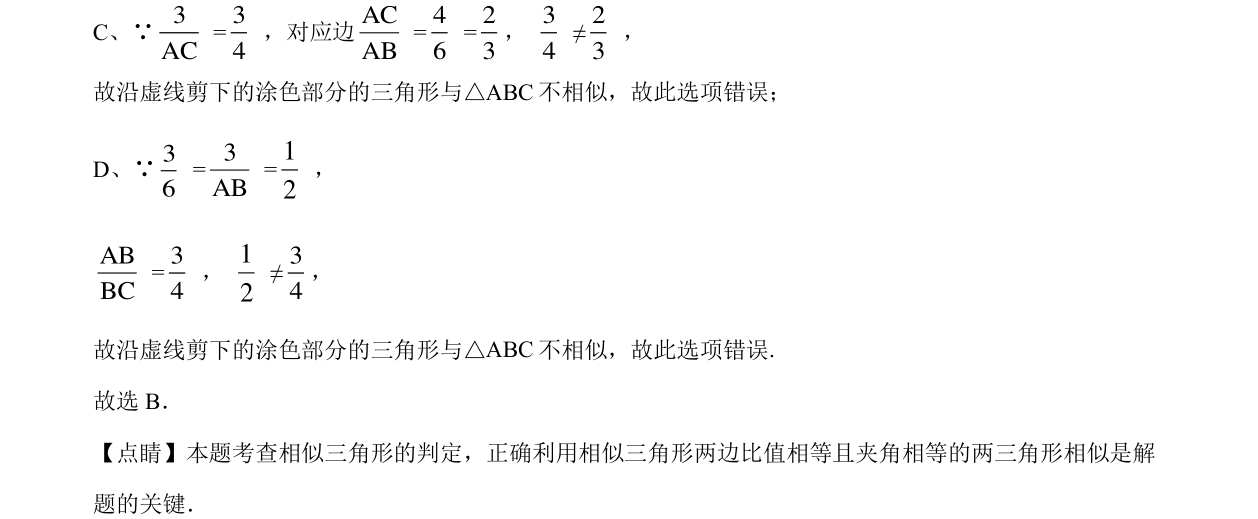 C、∵ 3/AC = 3/4 ，对应边 AC/AB = 4/6 = 2/3 ， 3/4 ≠ 2/3 ，
故沿虚线剪下的涂色部分的三角形与△ABC 不相似，故此选项错误；
D、∵ 3/6 = 3/AB = 1/2 ，
AB/BC = 3/4 ， 1/2 ≠ 3/4 ，
故沿虚线剪下的涂色部分的三角形与△ABC 不相似，故此选项错误.
故选 B．
【点睛】本题考查相似三角形的判定，正确利用相似三角形两边比值相等且夹角相等的两三角形相似是解
题的关键．